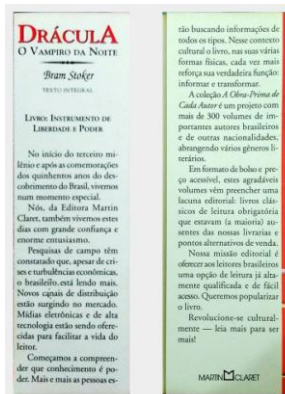 DRÁCULA
O VAMPIRO DA NOITE
Bram Stoker
TEXTO INTEGRAL
LIVRO: INSTRUMENTO DE
LIBERDADE E PODER
No início do terceiro mi-
lênio e após as comemorações
dos quinhentos anos do des-
cobrimento do Brasil, vivemos
num momento especial.
Nós, da Editora Martin
Claret, também vivemos estes
dias com grande confiança e
enorme entusiasmo.
Pesquisas de campo têm
constatado que, apesar de cri-
ses e turbulências econômicas,
o brasileiro está lendo mais.
Novos canais de distribuição
estão surgindo no mercado.
Mídias eletrônicas e de alta
tecnologia estão sendo ofere-
cidas para facilitar a vida do
leitor.
Começamos a compreen-
der que conhecimento é po-
der. Mais e mais as pessoas es-
tão buscando informações de
todos os tipos. Nesse contexto
cultural o livro, nas suas várias
formas físicas, cada vez mais
reforça sua verdadeira função:
informar e transformar.
A coleção A Obra-Prima de
Cada Autor é um projeto com
mais de 300 volumes de im-
portantes autores brasileiros
e de outras nacionalidades,
abrangendo vários gêneros li-
terários.
Em formato de bolso e pre-
ço acessível, estes agradáveis
volumes vêm preencher uma
lacuna editorial: livros clás-
sicos de leitura obrigatória
que estavam (a maioria) au-
sentes das nossas livrarias e
pontos alternativos de venda.
Nossa missão editorial é
oferecer aos leitores brasileiros
uma opção de leitura já alta-
mente qualificada e de fácil
acesso. Queremos popularizar
o livro.
Revolucione-se cultural-
mente — leia mais para ser
mais!
MARTIN CLARET